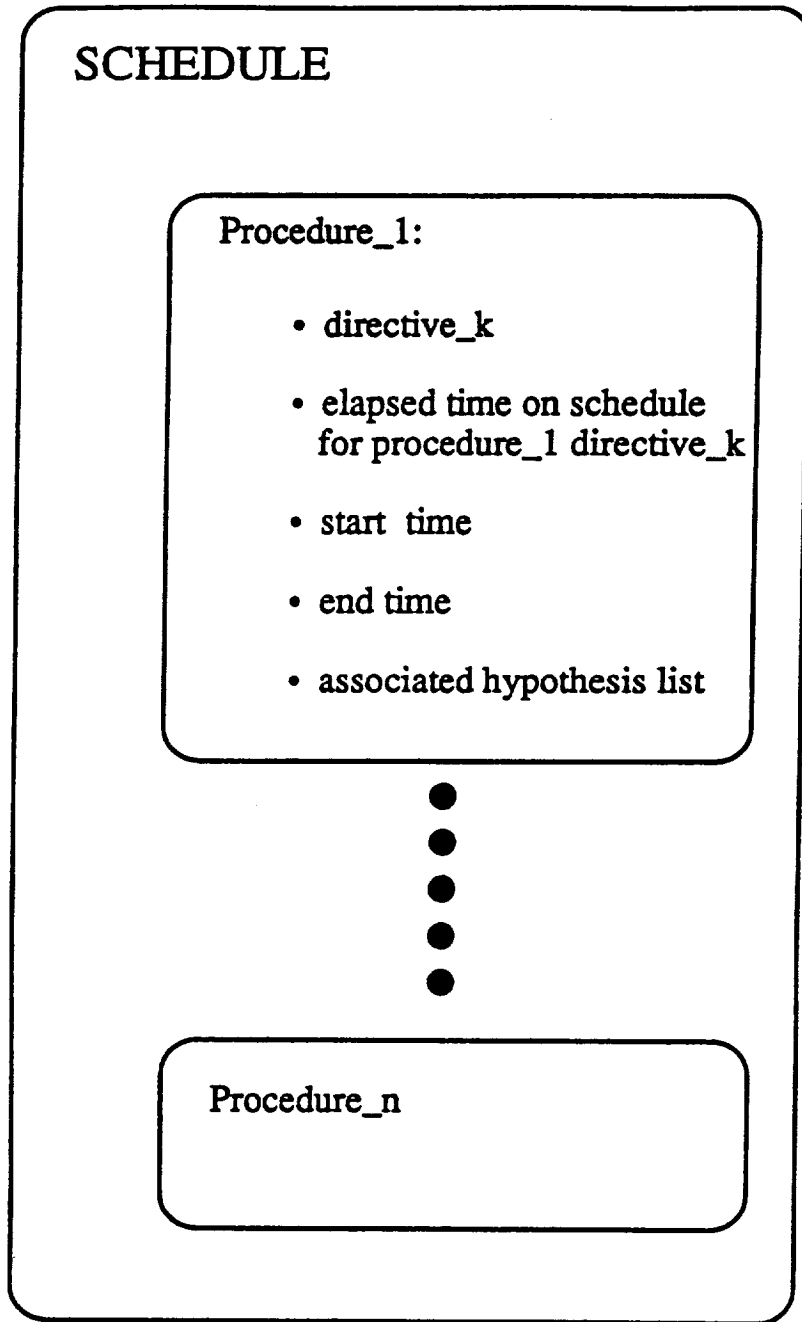 SCHEDULE
Procedure_1:
• directive_k
• elapsed time on schedule
for procedure_1 directive_k
• start time
• end time
• associated hypothesis list
Procedure_n